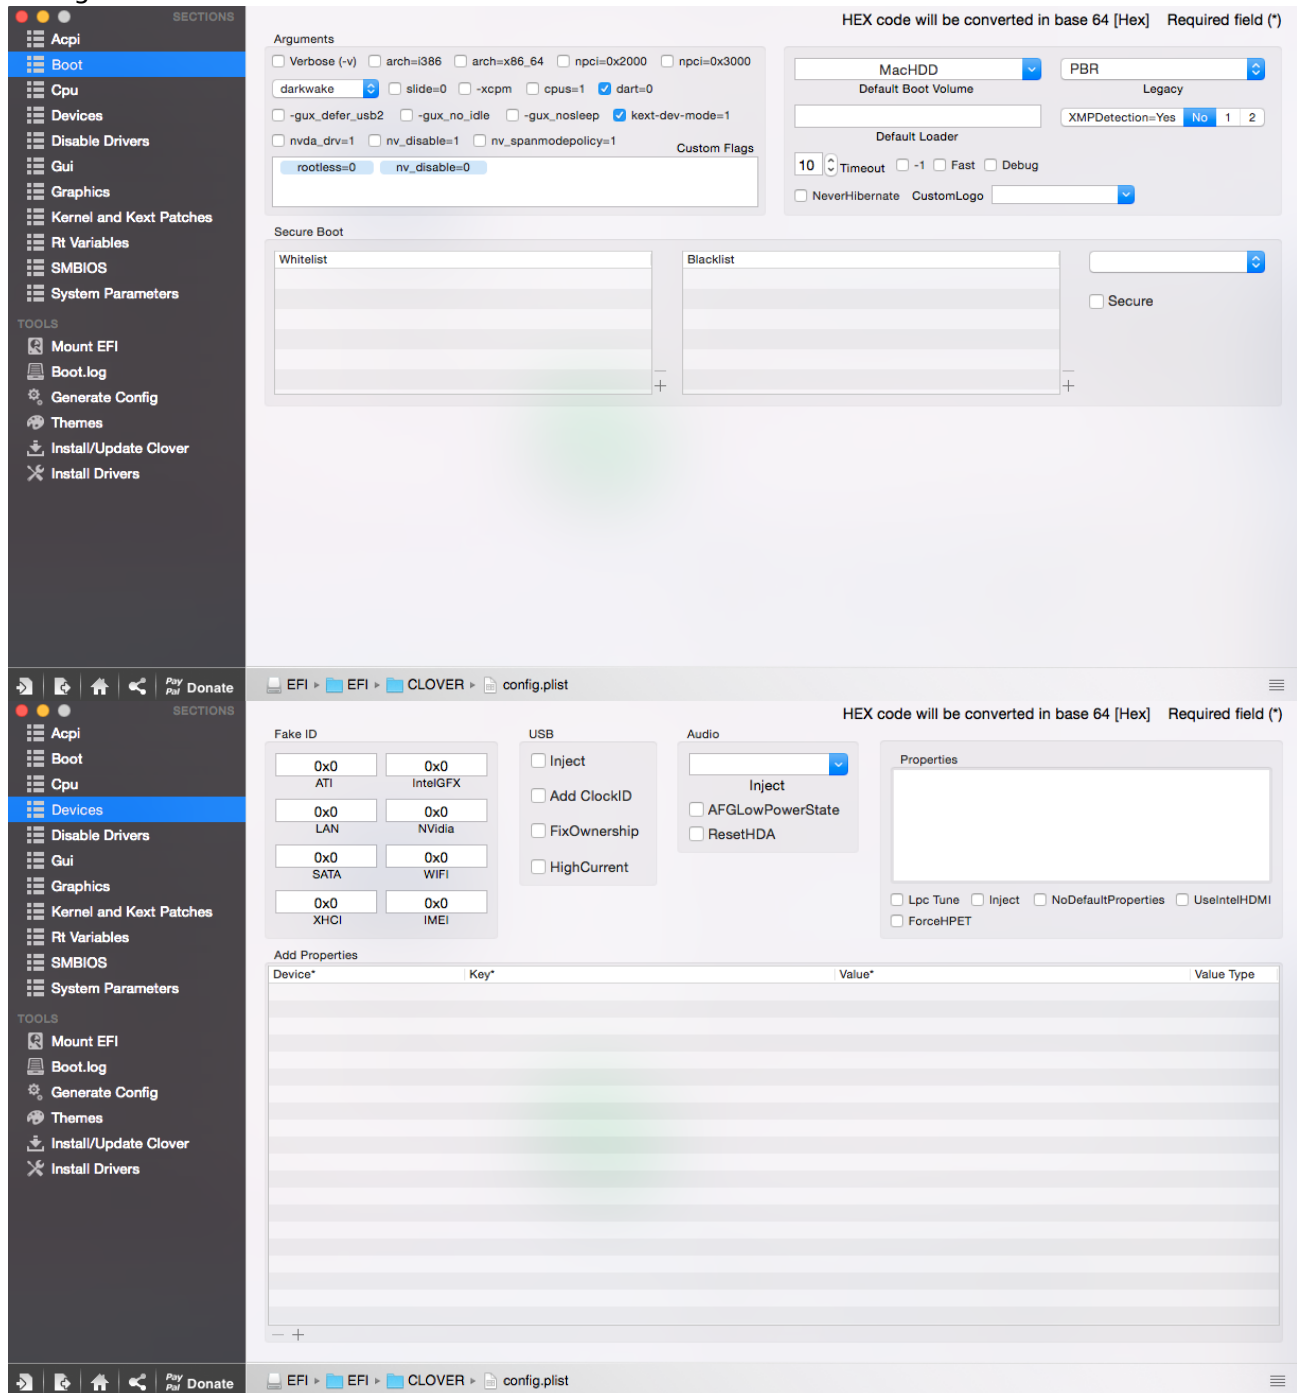 SECTIONS
HEX code will be converted in base 64 [Hex] Required field (*)
Acpi
Boot
Cpu
Devices
Disable Drivers
Gui
Graphics
Kernel and Kext Patches
Rt Variables
SMBIOS
System Parameters
TOOLS
Mount EFI
Boot.log
Generate Config
Themes
Install/Update Clover
Install Drivers
Arguments
Verbose (-v) arch=i386 arch=x86_64 npci=0x2000 npci=0x3000
darkwake slide=0 -xcpm cpus=1 dart=0
-gux_defer_usb2 -gux_no_idle -gux_nosleep kext-dev-mode=1
nvda_drv=1 nv_disable=1 nv_spanmodepolicy=1 Custom Flags
rootless=0 nv_disable=0
MacHDD PBR
Default Boot Volume Legacy
XMPDetection=Yes No 1 2
Default Loader
10 Timeout -1 Fast Debug
NeverHibernate CustomLogo
Secure Boot
Whitelist Blacklist
Secure
Pay Pal Donate
EFI EFI CLOVER config.plist
SECTIONS
HEX code will be converted in base 64 [Hex] Required field (*)
Acpi
Boot
Cpu
Devices
Disable Drivers
Gui
Graphics
Kernel and Kext Patches
Rt Variables
SMBIOS
System Parameters
TOOLS
Mount EFI
Boot.log
Generate Config
Themes
Install/Update Clover
Install Drivers
Fake ID
0x0 0x0
ATI IntelGFX
0x0 0x0
LAN NVidia
0x0 0x0
SATA WIFI
0x0 0x0
XHCI IMEI
USB
Inject
Add ClockID
FixOwnership
HighCurrent
Audio
Inject
AFGLowPowerState
ResetHDA
Properties
Lpc Tune Inject NoDefaultProperties UseIntelHDMI
ForceHPET
Add Properties
Device* Key* Value* Value Type
Pay Pal Donate
EFI EFI CLOVER config.plist